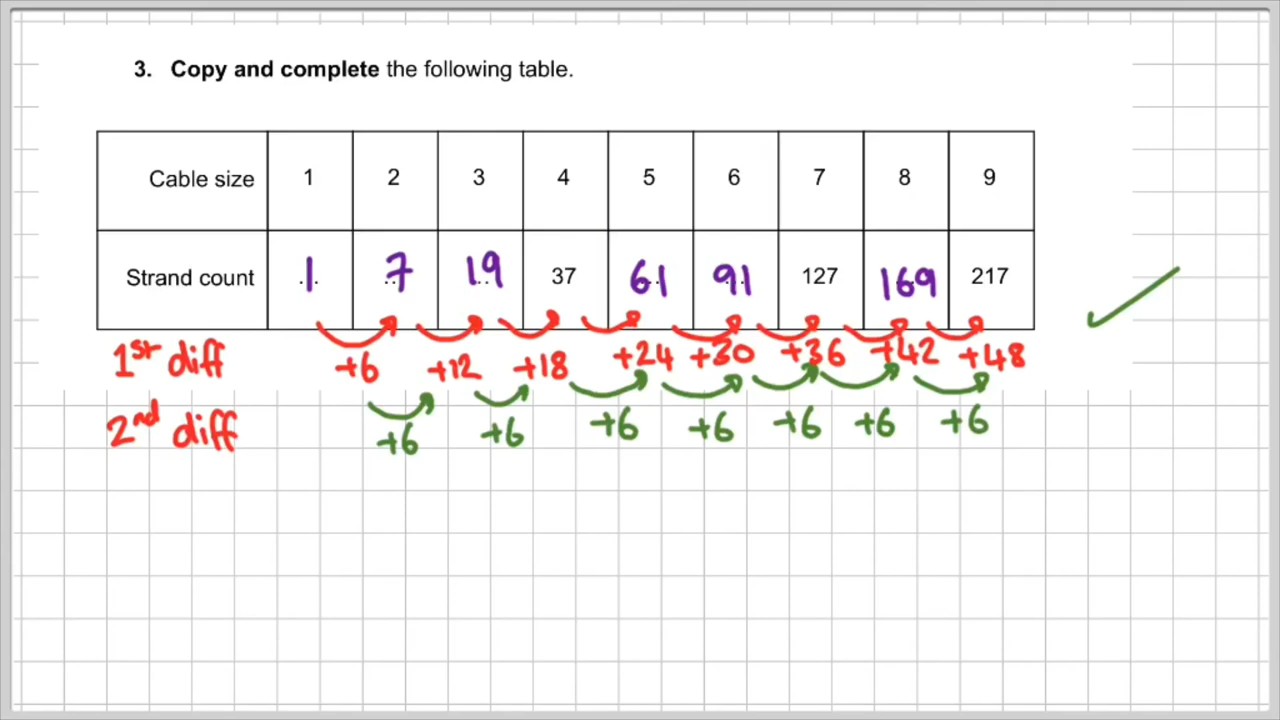 3. Copy and complete the following table.
Cable size 1 2 3 4 5 6 7 8 9
Strand count 1 7 19 37 61 91 127 169 217
1st diff +6 +12 +18 +24 +30 +36 +42 +48
2nd diff +6 +6 +6 +6 +6 +6 +6